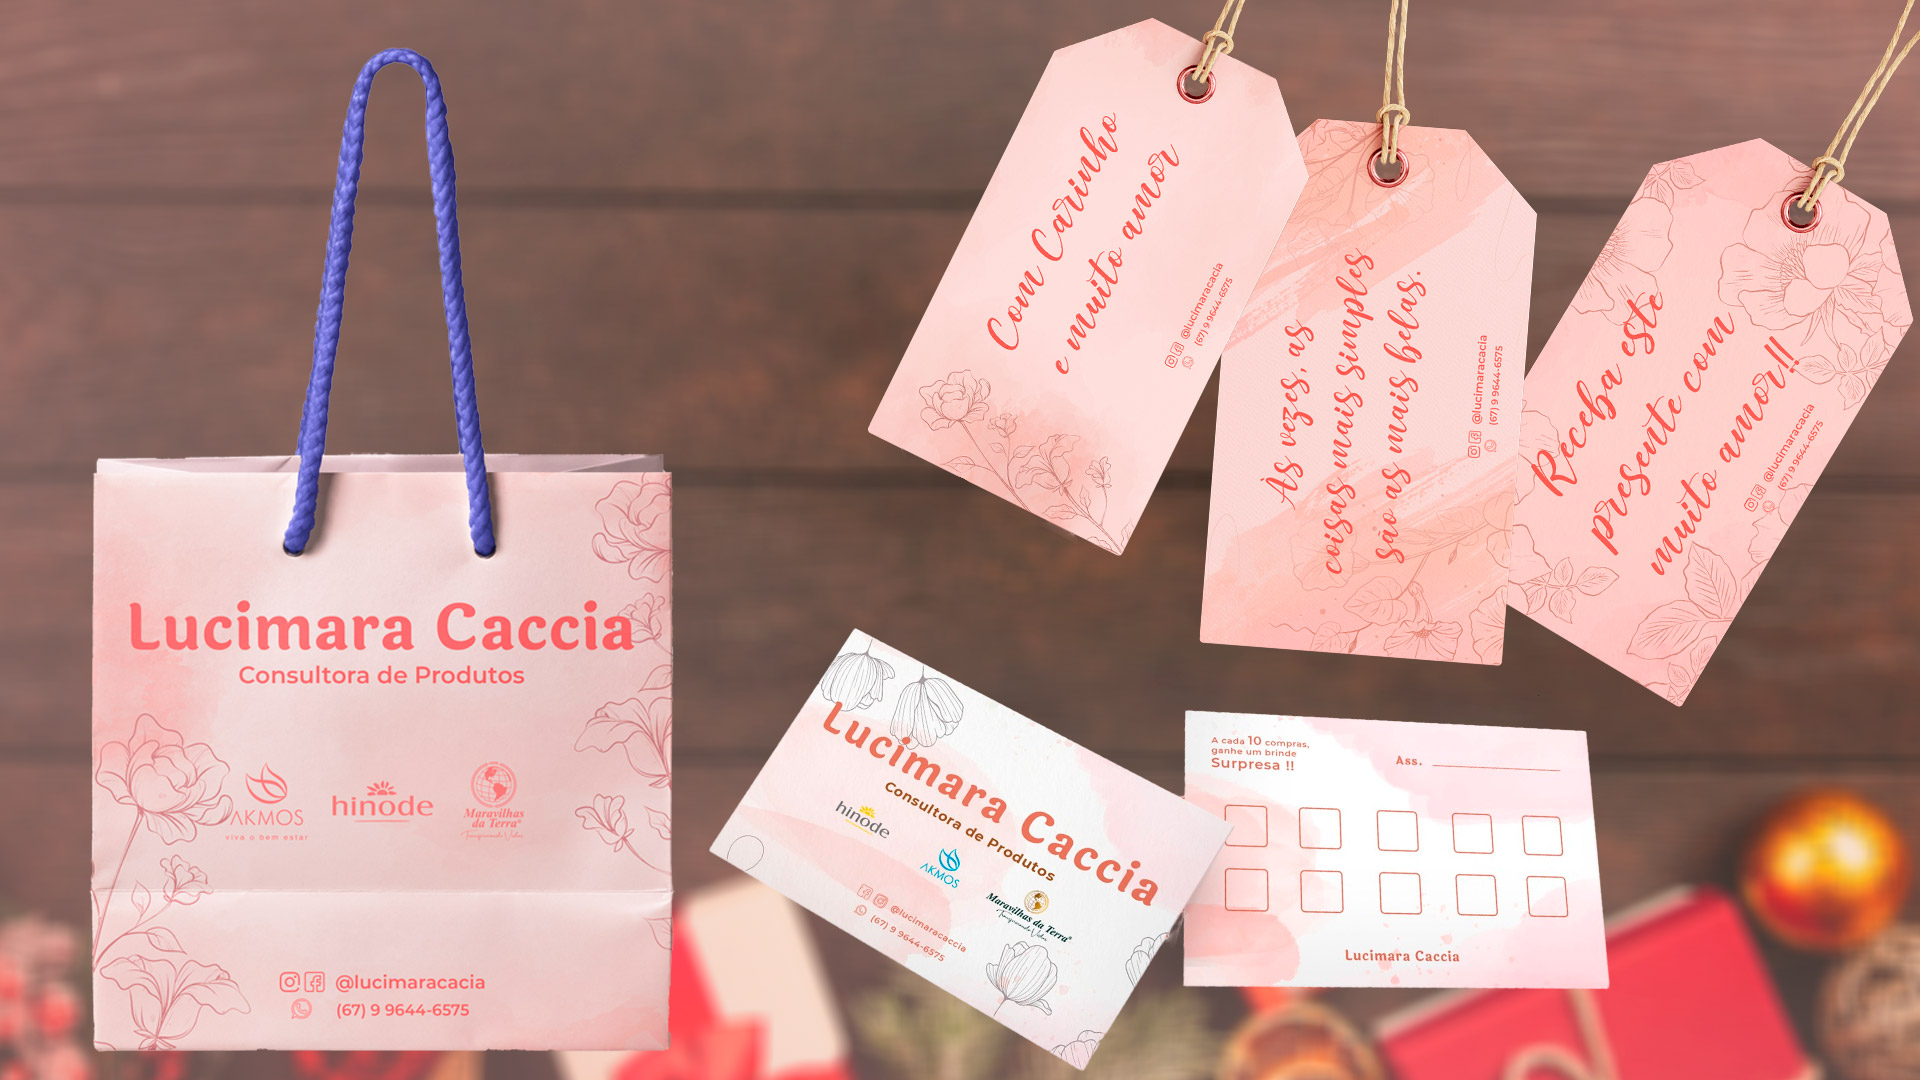 Lucimara Caccia
Consultora de Produtos
AKMOS
viva o bem estar
hinode
Maravilhas
da Terra®
Transformando Vidas
@lucimaracacia
(67) 9 9644-6575
Com Carinho
e muito amor
@lucimaracacia
(67) 9 9644-6575
Às vezes, as
coisas mais simples
são as mais belas.
@lucimaracacia
(67) 9 9644-6575
Receba este
presente com
muito amor!!
@lucimaracacia
(67) 9 9644-6575
Lucimara Caccia
Consultora de Produtos
hinode
AKMOS
Maravilhas da Terra®
Transformando Vidas
@lucimaracaccia
(67) 9 9644-6575
A cada 10 compras,
ganhe um brinde
Surpresa !!
Ass.
Lucimara Caccia